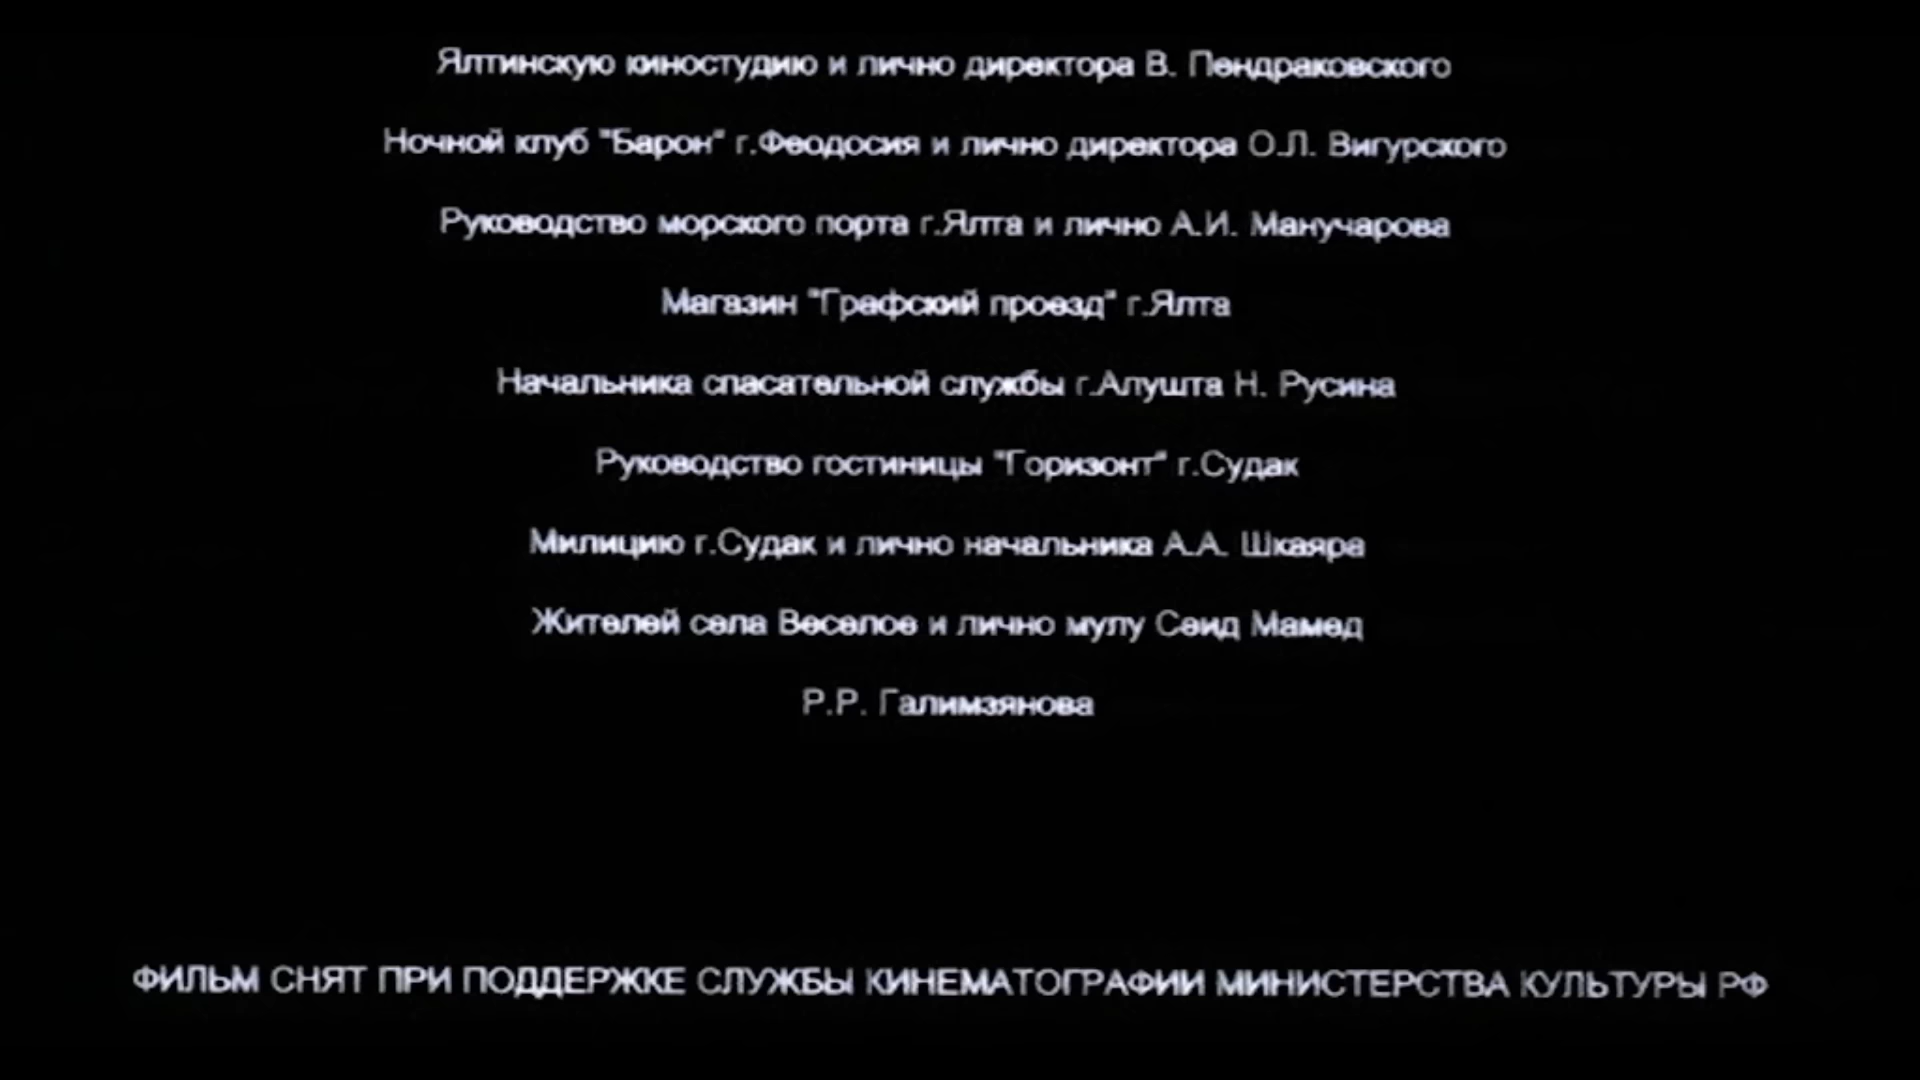 Ялтинскую киностудию и лично директора В. Пендраковского
Ночной клуб "Барон" г.Феодосия и лично директора О.Л. Вигурского
Руководство морского порта г.Ялта и лично А.И. Манучарова
Магазин "Графский проезд" г.Ялта
Начальника спасательной службы г.Алушта Н. Русина
Руководство гостиницы "Горизонт" г.Судак
Милицию г.Судак и лично начальника А.А. Шкаяра
Жителей села Веселое и лично мулу Сеид Мамед
Р.Р. Галимзянова
ФИЛЬМ СНЯТ ПРИ ПОДДЕРЖКЕ СЛУЖБЫ КИНЕМАТОГРАФИИ МИНИСТЕРСТВА КУЛЬТУРЫ РФ